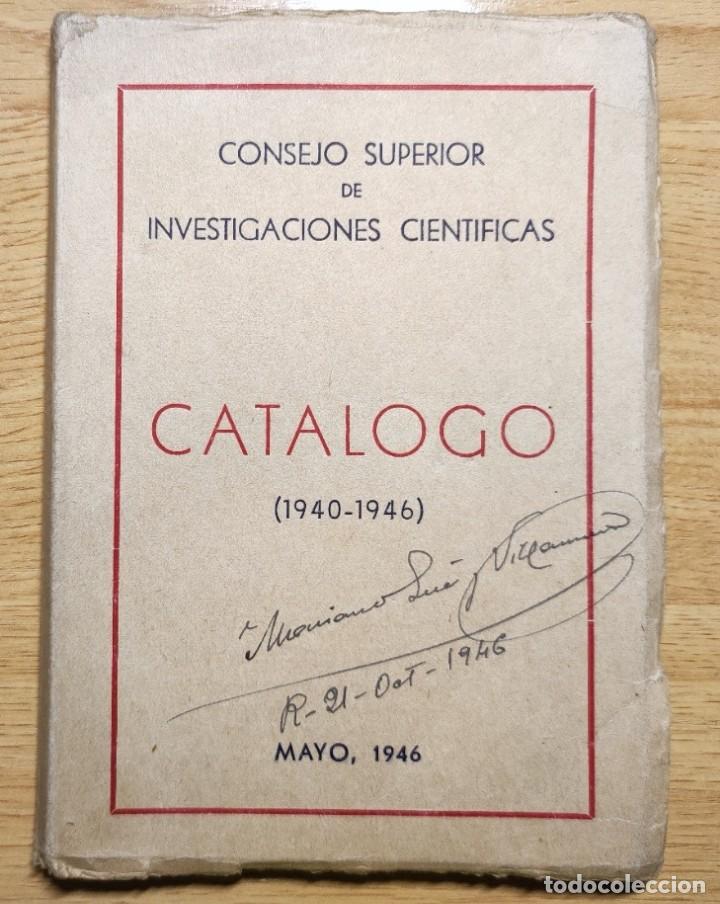 CONSEJO SUPERIOR
DE
INVESTIGACIONES CIENTIFICAS
CATALOGO
(1940-1946)
Mariano
R-21-Oct-1946
MAYO, 1946
todocoleccion